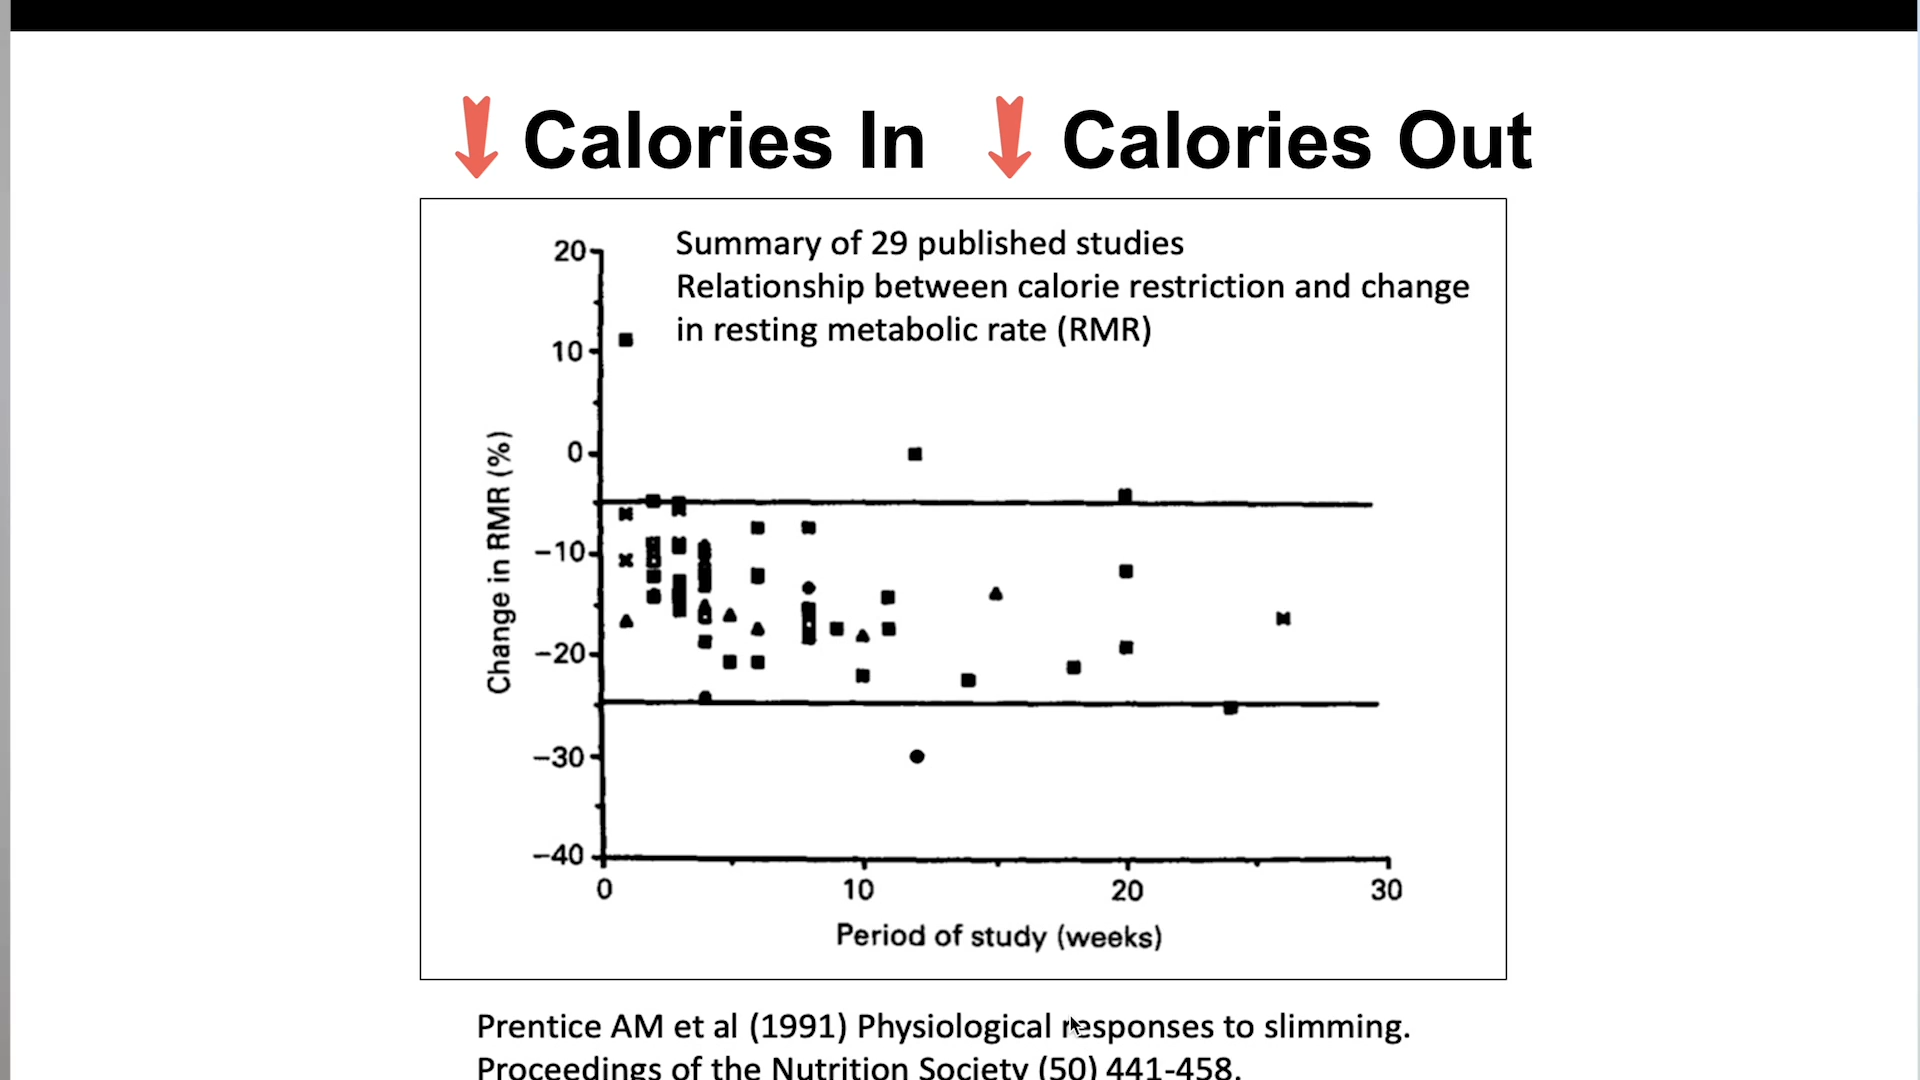 Calories In Calories Out
Summary of 29 published studies
Relationship between calorie restriction and change
in resting metabolic rate (RMR)
20
10
0
−10
−20
−30
−40
Change in RMR (%)
0 10 20 30
Period of study (weeks)
Prentice AM et al (1991) Physiological responses to slimming.
Proceedings of the Nutrition Society (50) 441-458.